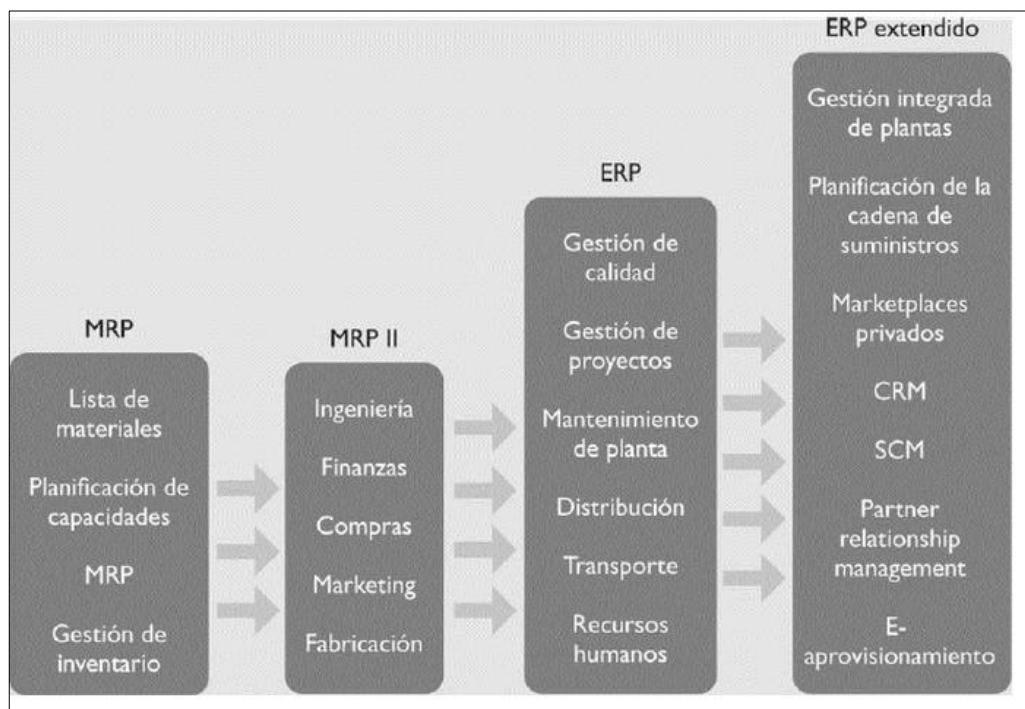 MRP
Lista de
materiales
Planificación de
capacidades
MRP
Gestión de
inventario
MRP II
Ingeniería
Finanzas
Compras
Marketing
Fabricación
ERP
Gestión de
calidad
Gestión de
proyectos
Mantenimiento
de planta
Distribución
Transporte
Recursos
humanos
ERP extendido
Gestión integrada
de plantas
Planificación de la
cadena de
suministros
Marketplaces
privados
CRM
SCM
Partner
relationship
management
E-
aprovisionamiento